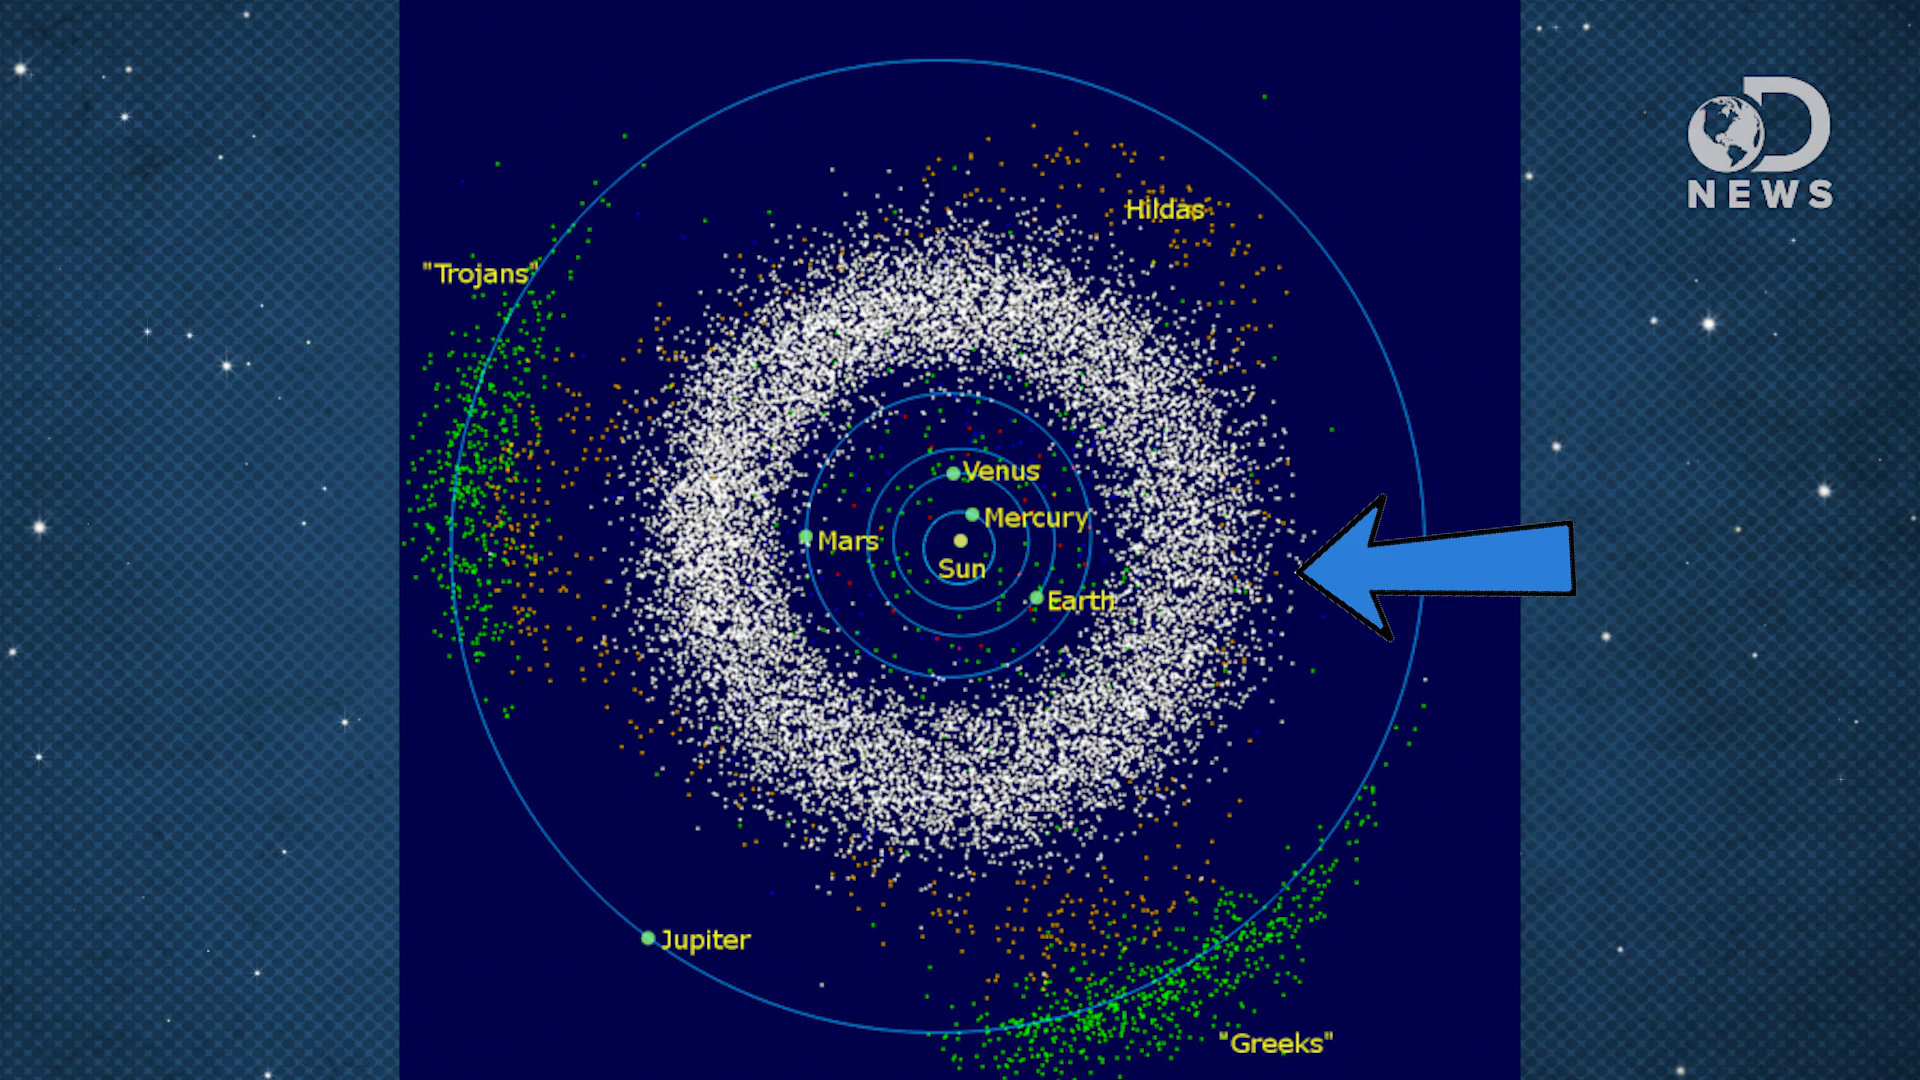 D
NEWS
Hildas
"Trojans"
Venus
Mercury
Mars
Sun
Earth
Jupiter
"Greeks"